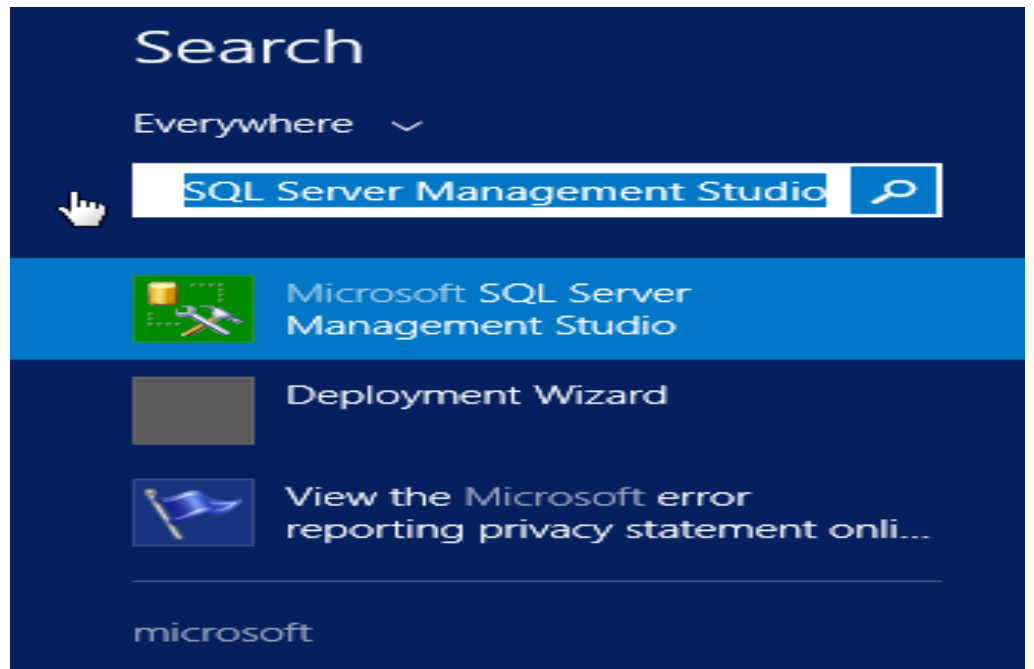 Search
Everywhere
SQL Server Management Studio
Microsoft SQL Server
Management Studio
Deployment Wizard
View the Microsoft error
reporting privacy statement onli...
microsoft